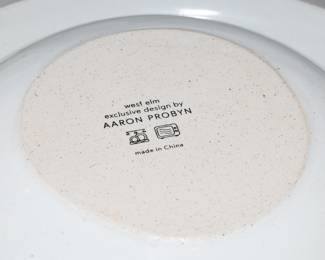 west elm
exclusive design by
AARON PROBYN
made in China